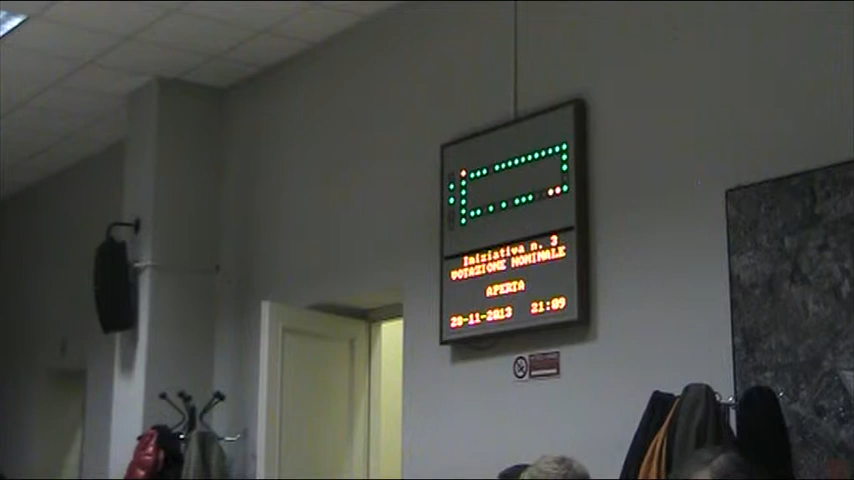 Iniziativa n. 3
VOTAZIONE NOMINALE
APERTA
28-11-2013 21:09